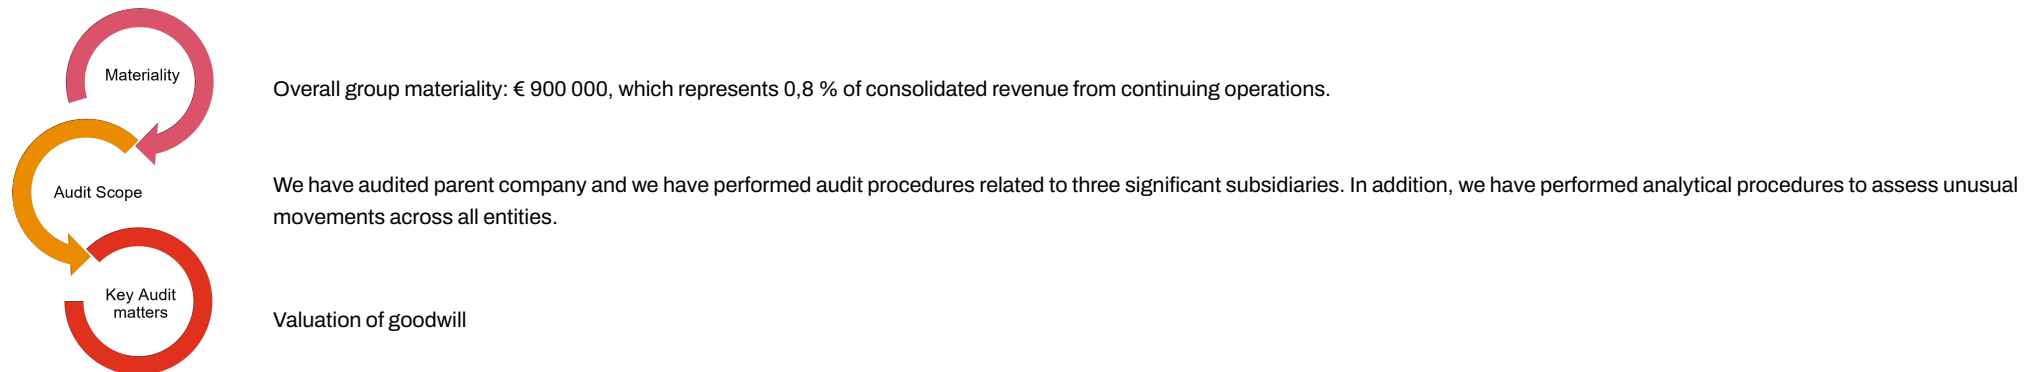 Materiality
Overall group materiality: € 900 000, which represents 0,8 % of consolidated revenue from continuing operations.
Audit Scope
We have audited parent company and we have performed audit procedures related to three significant subsidiaries. In addition, we have performed analytical procedures to assess unusual
movements across all entities.
Key Audit
matters
Valuation of goodwill